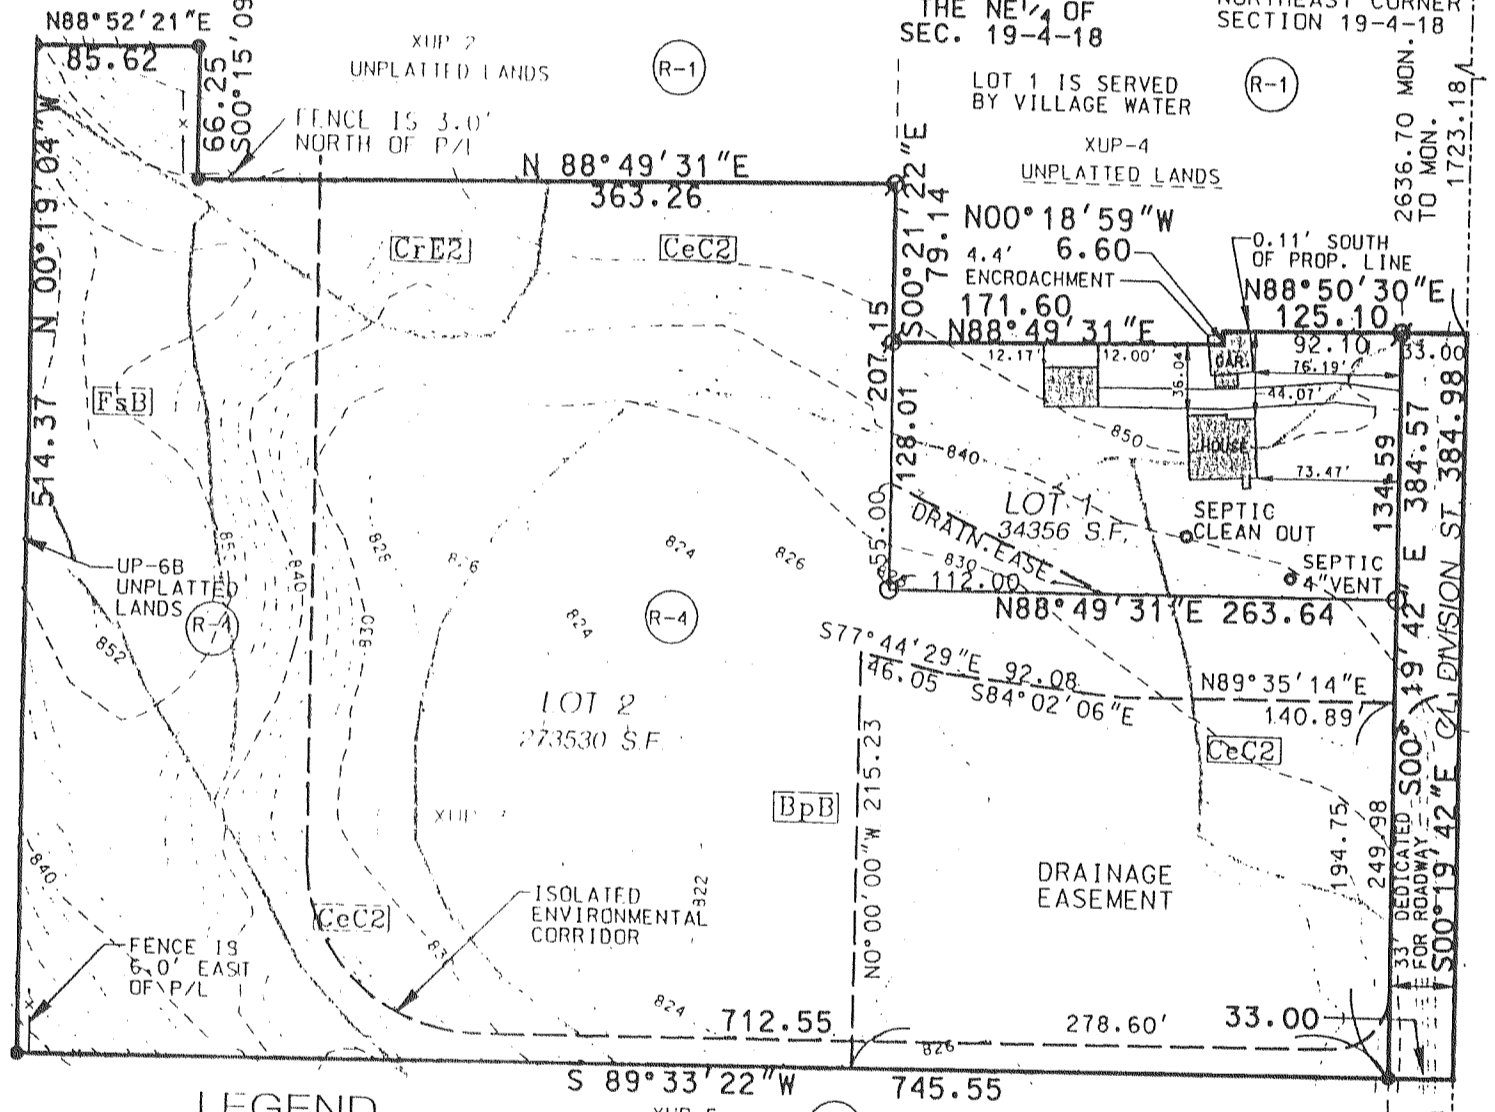 N88°52'21"E
85.62
66.25
S00°15'09
XUP 2
UNPLATTED LANDS
R-1
FENCE IS 3.0'
NORTH OF P/L
N 88°49'31"E
363.26
THE NE 1/4 OF
SEC. 19-4-18
NORTHEAST CORNER
SECTION 19-4-18
LOT 1 IS SERVED
BY VILLAGE WATER
R-1
XUP-4
UNPLATTED LANDS
2636.70 MON.
TO MON.
1723.18
S00°21'22"E
79.14
207.15
N00°18'59"W
6.60
4.4'
ENCROACHMENT
0.11' SOUTH
OF PROP. LINE
171.60
N88°49'31"E
N88°50'30"E
125.10
92.10
33.00
12.17'
12.00'
36.04
GAR.
76.19'
44.07'
HOUSE
73.47'
850
840
128.01
55.00
DRAIN. EASE.
LOT 1
34356 S.F.
SEPTIC
CLEAN OUT
SEPTIC
4"VENT
830
112.00
N88°49'31"E 263.64
134.59
384.57
384.98
S00°19'42" E
S00°19'42"E
C/L DIVISION ST.
N 00°19'04"W
514.37
CrE2
CeC2
FsB
UP-6B
UNPLATTED
LANDS
852
840
828
830
826
824
826
824
R-4
LOT 2
273530 S.F.
S77°44'29"E
46.05
92.08
S84°02'06"E
N89°35'14"E
140.89'
CeC2
BpB
N0°00'00"W 215.23
DRAINAGE
EASEMENT
194.75
249.98
33' DEDICATED
FOR ROADWAY
840
CeC2
ISOLATED
ENVIRONMENTAL
CORRIDOR
822
FENCE IS
6.0' EAST
OF P/L
824
712.55
826
278.60'
33.00
S 89°33'22"W
745.55
LEGEND